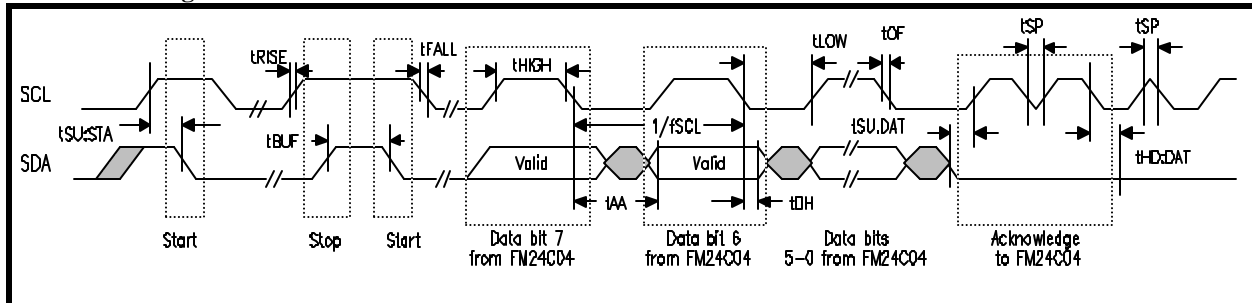 tSP tSP
tRISE tFALL tHIGH tLOW tOF
SCL
tSU:STA tBUF 1/fSCL tSU.DAT tHD:DAT
SDA Valid Valid
tAA tDH
Start Stop Start Data bit 7 Data bit 6 Data bits Acknowledge
from FM24C04 from FM24C04 5-0 from FM24C04 to FM24C04